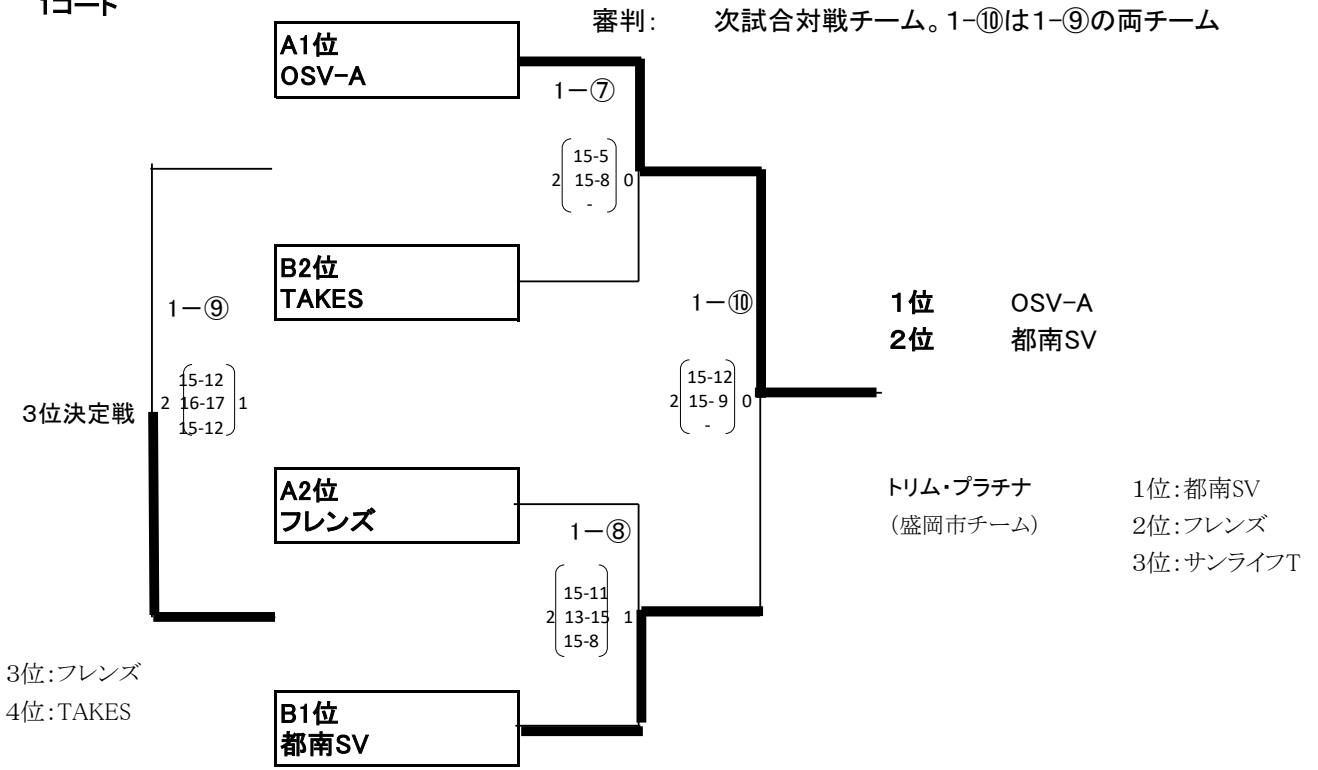 1コート
審判: 次試合対戦チーム。1-⑩は1-⑨の両チーム
A1位
OSV-A
1-⑦
15-5
2 15-8 0
-
B2位
TAKES
1-⑨
1-⑩
1位 OSV-A
2位 都南SV
15-12
2 16-17 1
15-12
15-12
2 15- 9 0
-
3位決定戦
A2位
フレンズ
1-⑧
15-11
2 13-15 1
15-8
トリム・プラチナ 1位:都南SV
(盛岡市チーム) 2位:フレンズ
3位:サンライフT
3位:フレンズ
4位:TAKES
B1位
都南SV